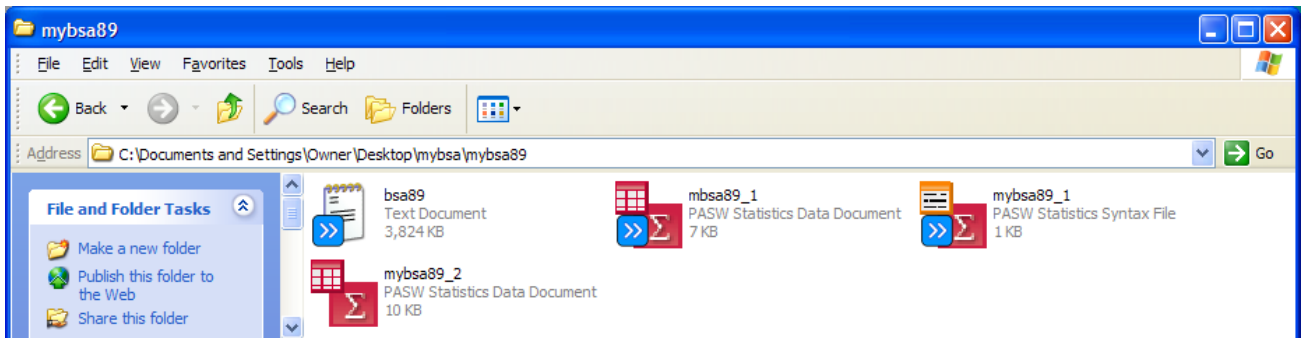 mybsa89
File Edit View Favorites Tools Help
Back Search Folders
Address C:\Documents and Settings\Owner\Desktop\mybsa\mybsa89 Go
File and Folder Tasks
Make a new folder
Publish this folder to
the Web
Share this folder
bsa89
Text Document
3,824 KB
mbsa89_1
PASW Statistics Data Document
7 KB
mybsa89_1
PASW Statistics Syntax File
1 KB
mybsa89_2
PASW Statistics Data Document
10 KB